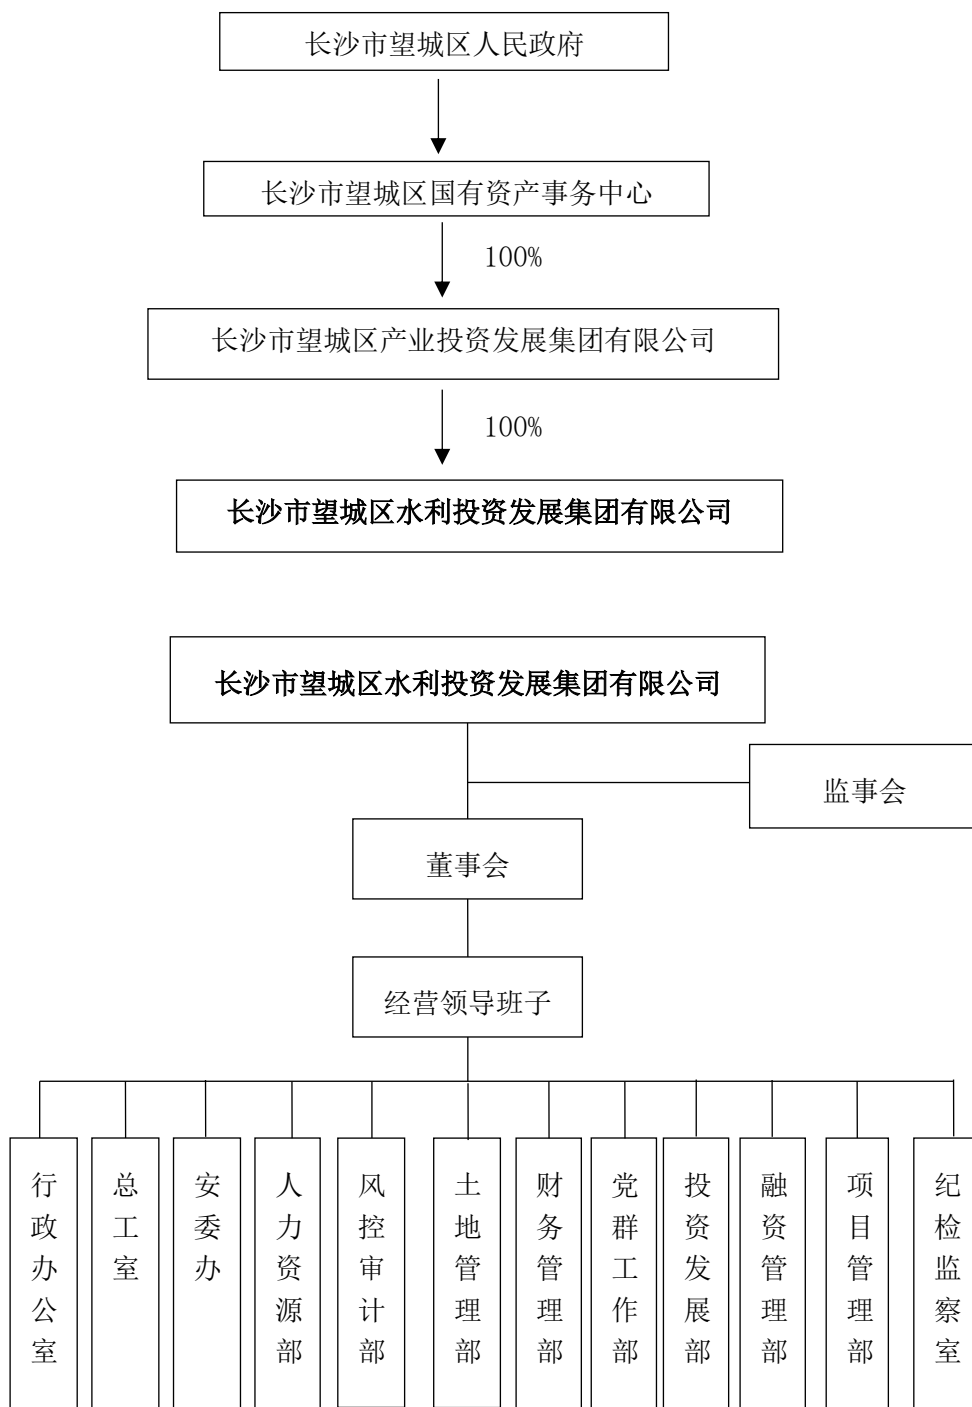 长沙市望城区人民政府
长沙市望城区国有资产事务中心
100%
长沙市望城区产业投资发展集团有限公司
100%
长沙市望城区水利投资发展集团有限公司
长沙市望城区水利投资发展集团有限公司
监事会
董事会
经营领导班子
行政办公室
总工室
安委办
人力资源部
风控审计部
土地管理部
财务管理部
党群工作部
投资发展部
融资管理部
项目管理部
纪检监察室